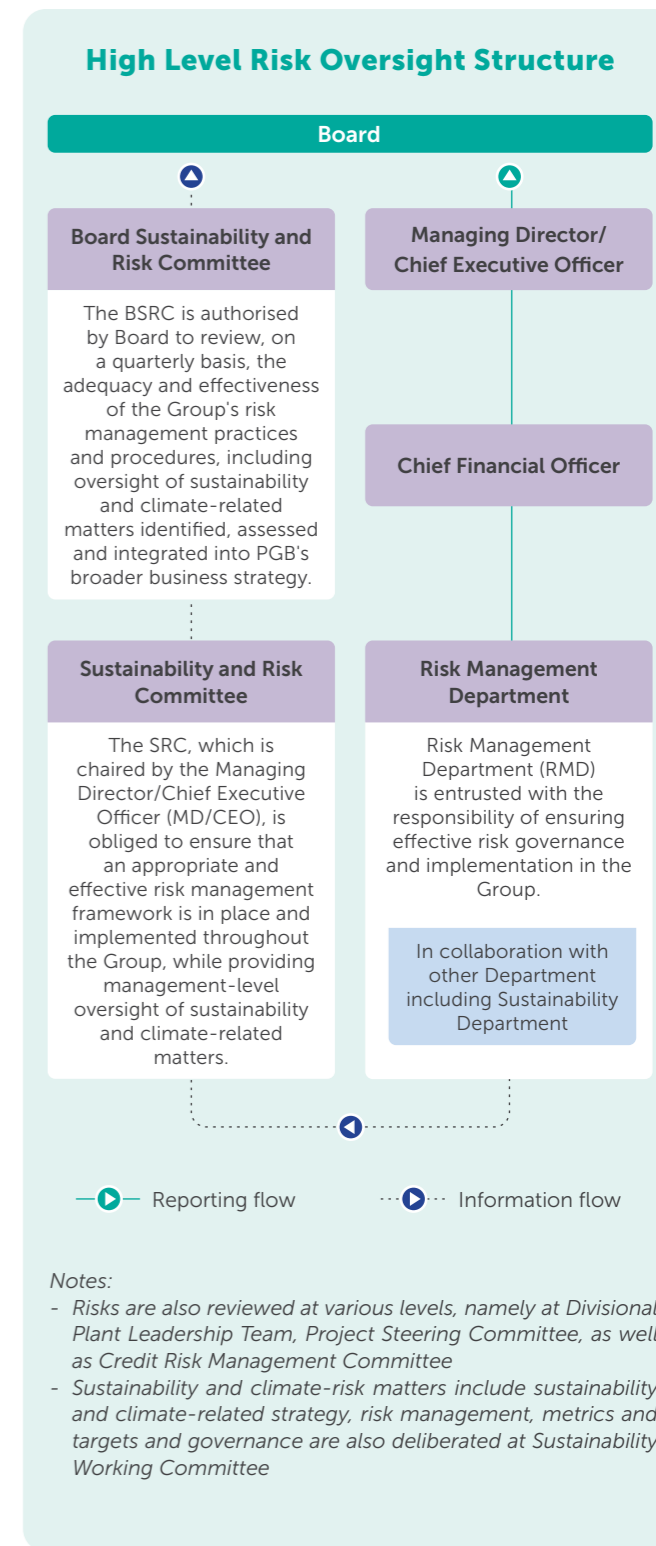 High Level Risk Oversight Structure
Board
Board Sustainability and
Risk Committee
The BSRC is authorised
by Board to review, on
a quarterly basis, the
adequacy and effectiveness
of the Group's risk
management practices
and procedures, including
oversight of sustainability
and climate-related
matters identified, assessed
and integrated into PGB's
broader business strategy.
Managing Director/
Chief Executive Officer
Chief Financial Officer
Sustainability and Risk
Committee
The SRC, which is
chaired by the Managing
Director/Chief Executive
Officer (MD/CEO), is
obliged to ensure that
an appropriate and
effective risk management
framework is in place and
implemented throughout
the Group, while providing
management-level
oversight of sustainability
and climate-related
matters.
Risk Management
Department
Risk Management
Department (RMD)
is entrusted with the
responsibility of ensuring
effective risk governance
and implementation in the
Group.
In collaboration with
other Department
including Sustainability
Department
Reporting flow
Information flow
Notes:
- Risks are also reviewed at various levels, namely at Divisional
Plant Leadership Team, Project Steering Committee, as well
as Credit Risk Management Committee
- Sustainability and climate-risk matters include sustainability
and climate-related strategy, risk management, metrics and
targets and governance are also deliberated at Sustainability
Working Committee